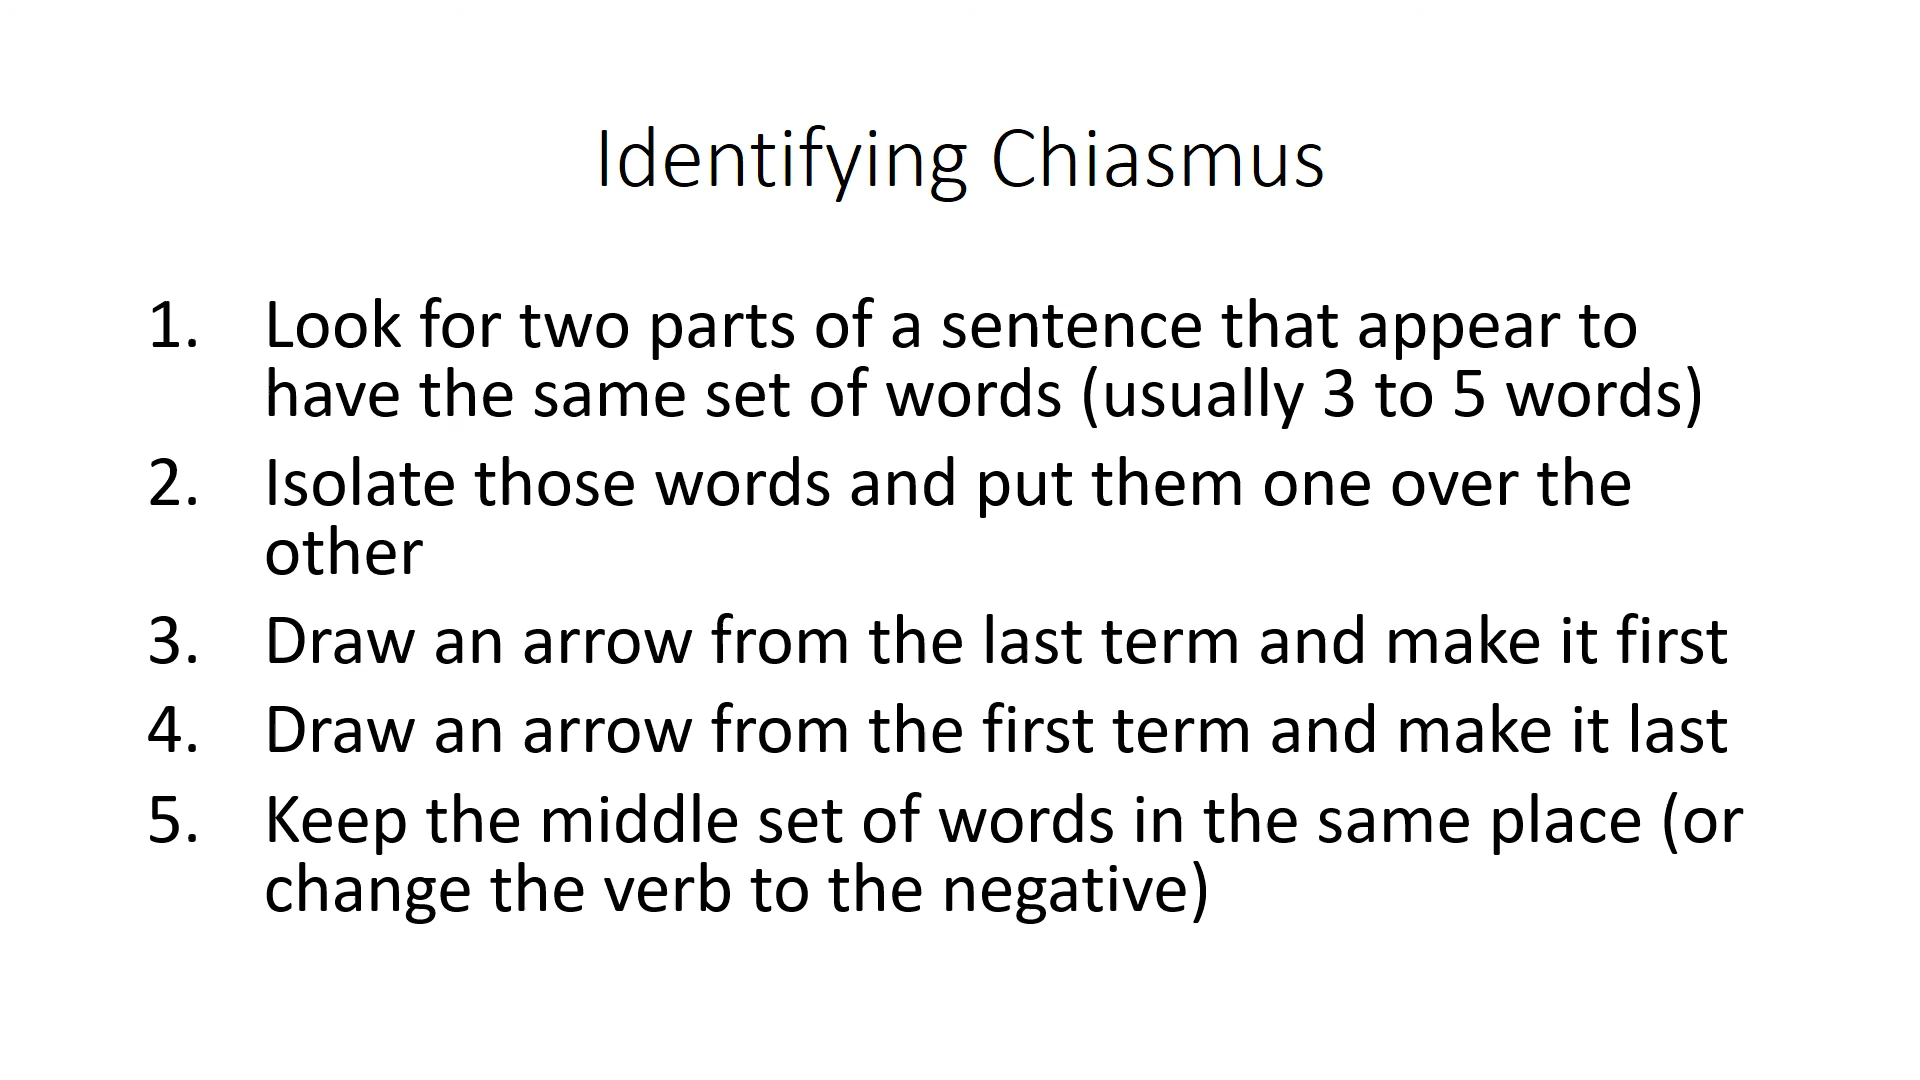 Identifying Chiasmus
1. Look for two parts of a sentence that appear to
have the same set of words (usually 3 to 5 words)
2. Isolate those words and put them one over the
other
3. Draw an arrow from the last term and make it first
4. Draw an arrow from the first term and make it last
5. Keep the middle set of words in the same place (or
change the verb to the negative)